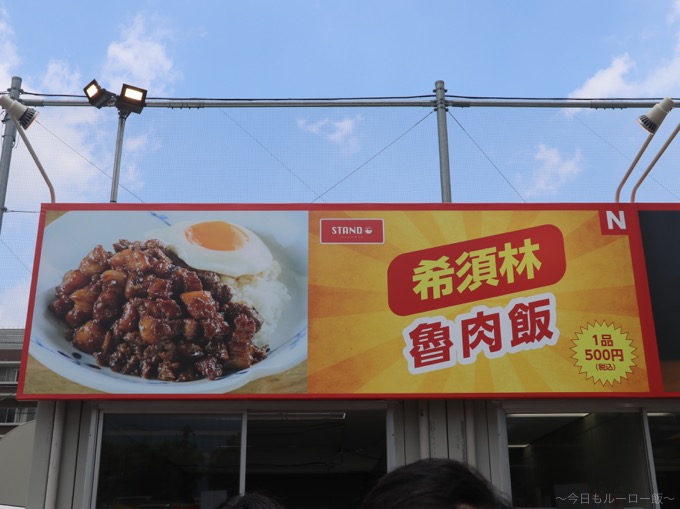 STAND
N
希須林
魯肉飯
1品
500円
(税込)
～今日もルーロー飯～